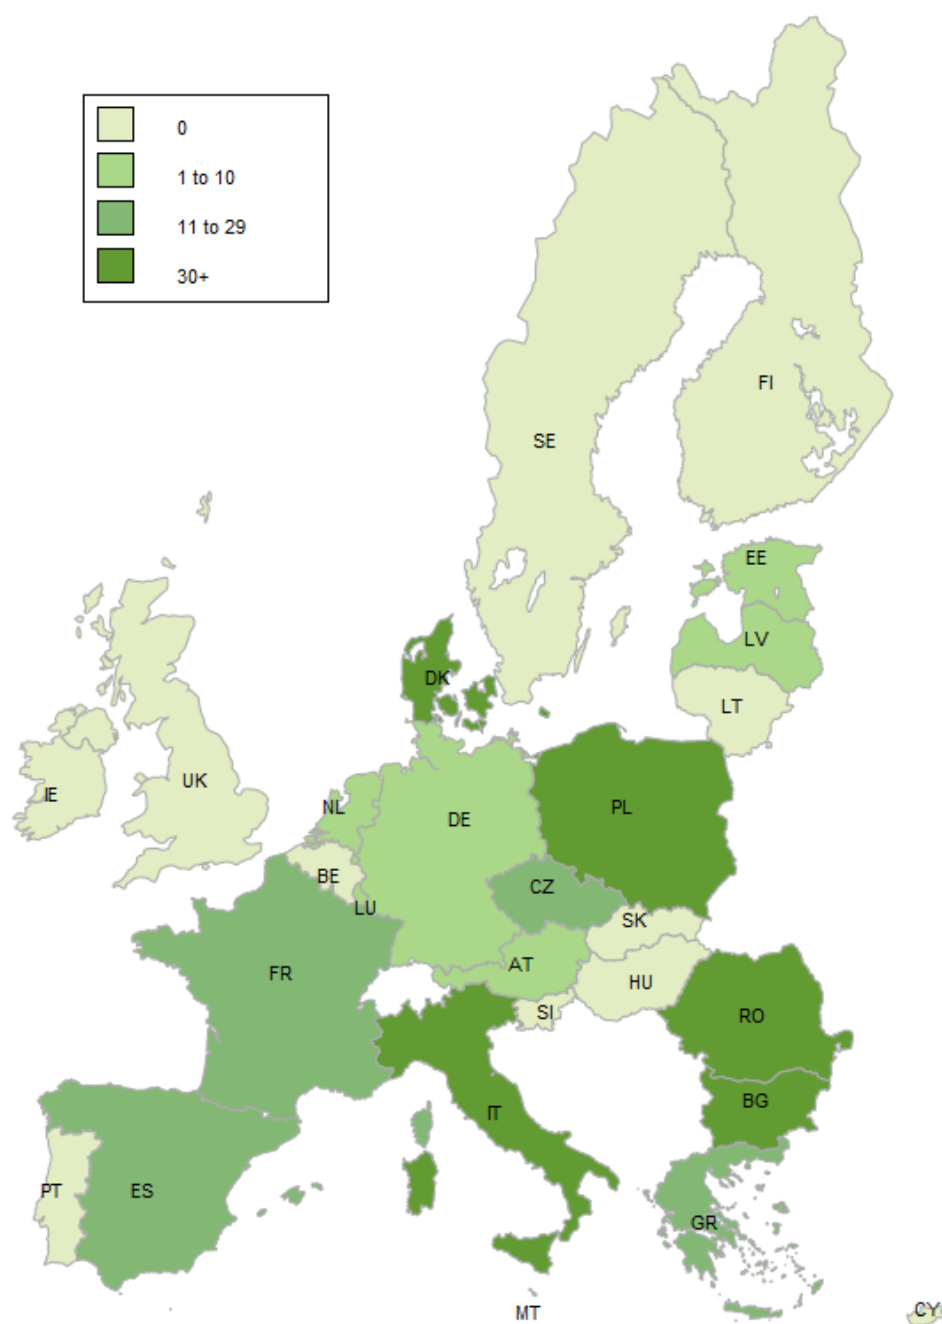 0
1 to 10
11 to 29
30+
FI
SE
EE
LV
DK
LT
IE
UK
NL
DE
PL
BE
CZ
LU
SK
FR
AT
HU
SI
RO
BG
IT
PT
ES
GR
MT
CY